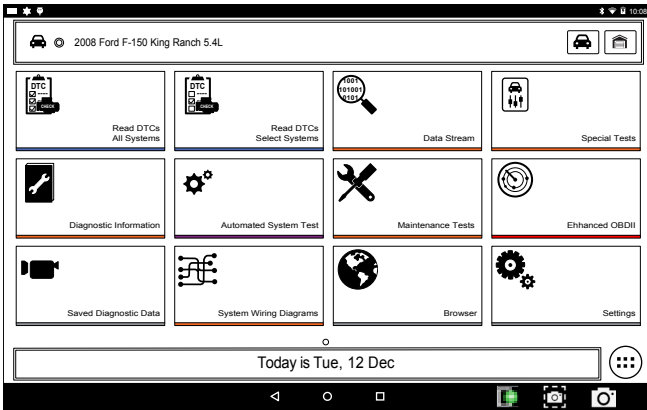 10:08
2008 Ford F-150 King Ranch 5.4L
DTC
CHECK
Read DTCs
All Systems
DTC
CHECK
Read DTCs
Select Systems
1001
101001
0101
Data Stream
Special Tests
Diagnostic Information
Automated System Test
Maintenance Tests
Enhanced OBDII
Saved Diagnostic Data
System Wiring Diagrams
Browser
Settings
Today is Tue, 12 Dec